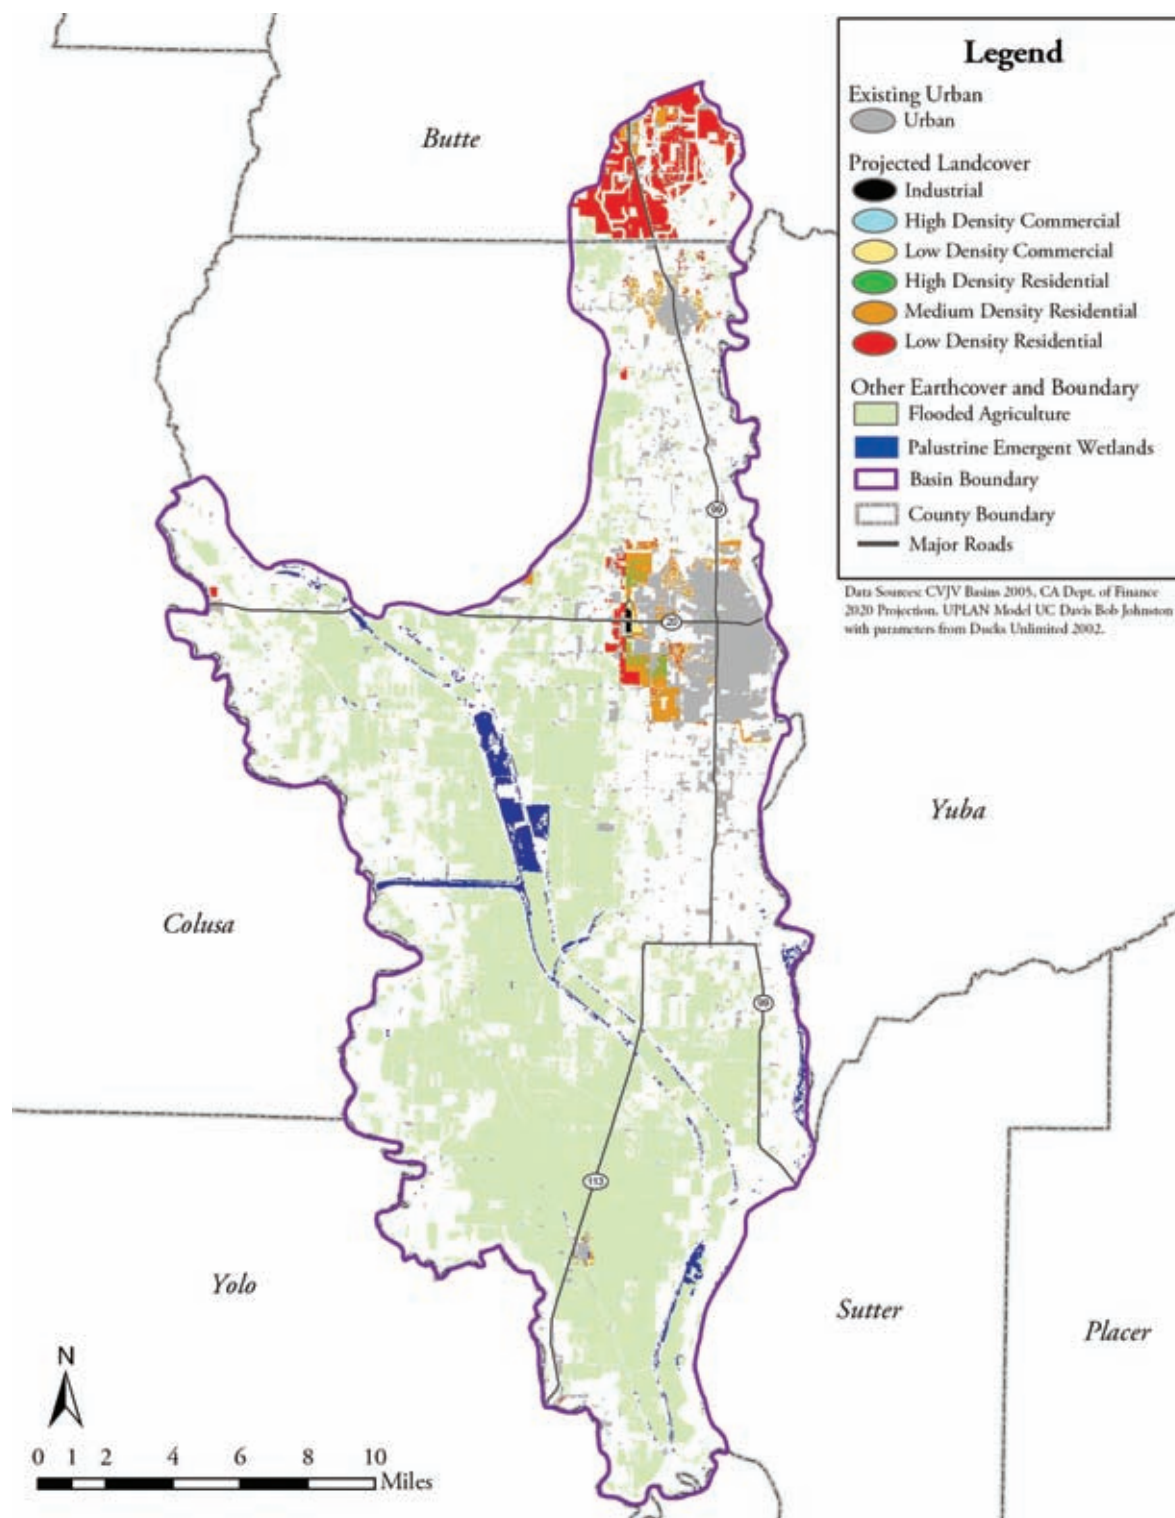 Legend
Existing Urban
Urban
Projected Landcover
Industrial
High Density Commercial
Low Density Commercial
High Density Residential
Medium Density Residential
Low Density Residential
Other Earthcover and Boundary
Flooded Agriculture
Palustrine Emergent Wetlands
Basin Boundary
County Boundary
Major Roads
Data Sources: CVJV Basins 2005, CA Dept. of Finance
2020 Projection. UPLAN Model UC Davis Bob Johnston
with parameters from Ducks Unlimited 2002.
Butte
99
20
Yuba
Colusa
99
113
Yolo
Sutter
Placer
N
0 1 2 4 6 8 10
Miles